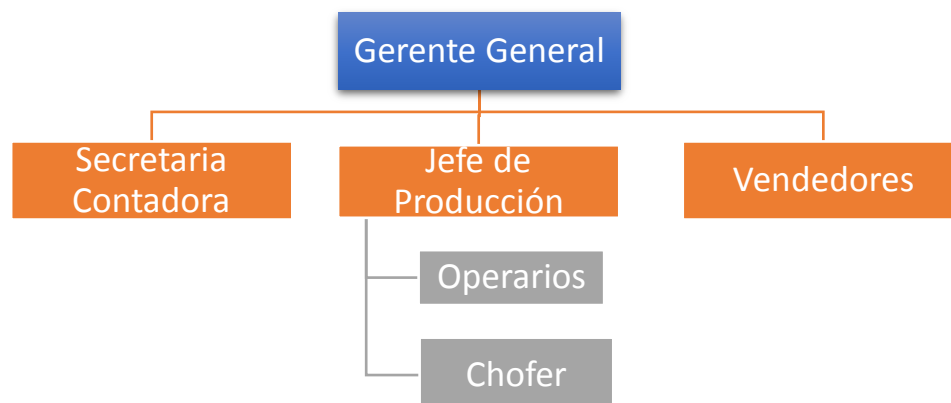 Gerente General
Secretaria
Contadora
Jefe de
Producción
Vendedores
Operarios
Chofer